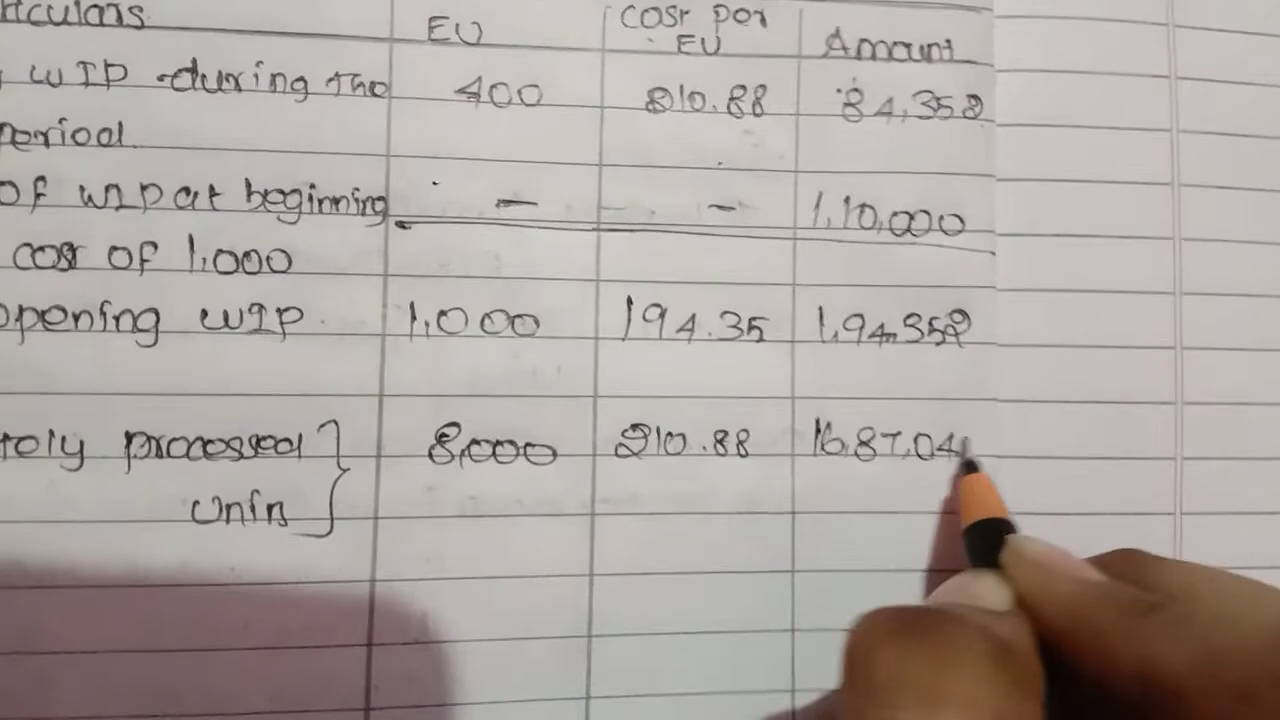 ticulars EU Cost per Amount
EU
WIP during the 400 210.88 84,352
period
of WIP at beginning - - 1,10,000
cost of 1,000
opening WIP 1,000 194.35 1,94,352
tely processed } 8,000 210.88 16,87,04
Units